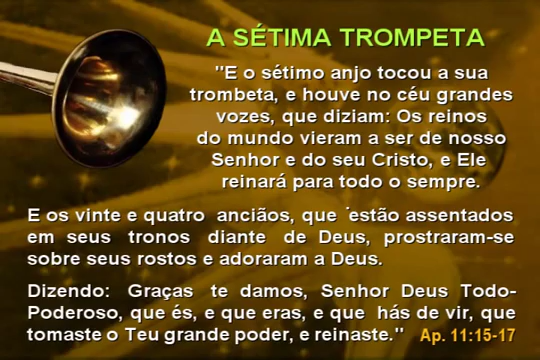 A SÉTIMA TROMPETA
"E o sétimo anjo tocou a sua
trombeta, e houve no céu grandes
vozes, que diziam: Os reinos
do mundo vieram a ser de nosso
Senhor e do seu Cristo, e Ele
reinará para todo o sempre.
E os vinte e quatro anciãos, que ´estão assentados
em seus tronos diante de Deus, prostraram-se
sobre seus rostos e adoraram a Deus.
Dizendo: Graças te damos, Senhor Deus Todo-
Poderoso, que és, e que eras, e que hás de vir, que
tomaste o Teu grande poder, e reinaste." Ap. 11:15-17